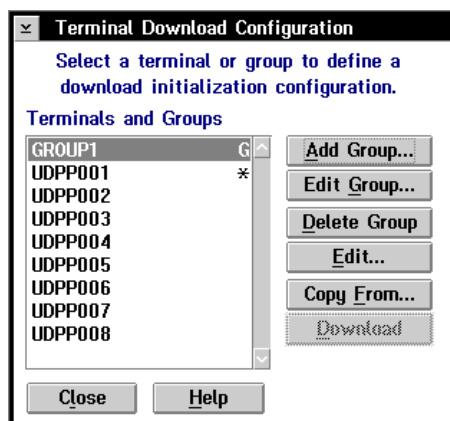 Terminal Download Configuration
Select a terminal or group to define a
download initialization configuration.
Terminals and Groups
GROUP1 G
UDPP001 *
UDPP002
UDPP003
UDPP004
UDPP005
UDPP006
UDPP007
UDPP008
Add Group...
Edit Group...
Delete Group
Edit...
Copy From...
Download
Close
Help